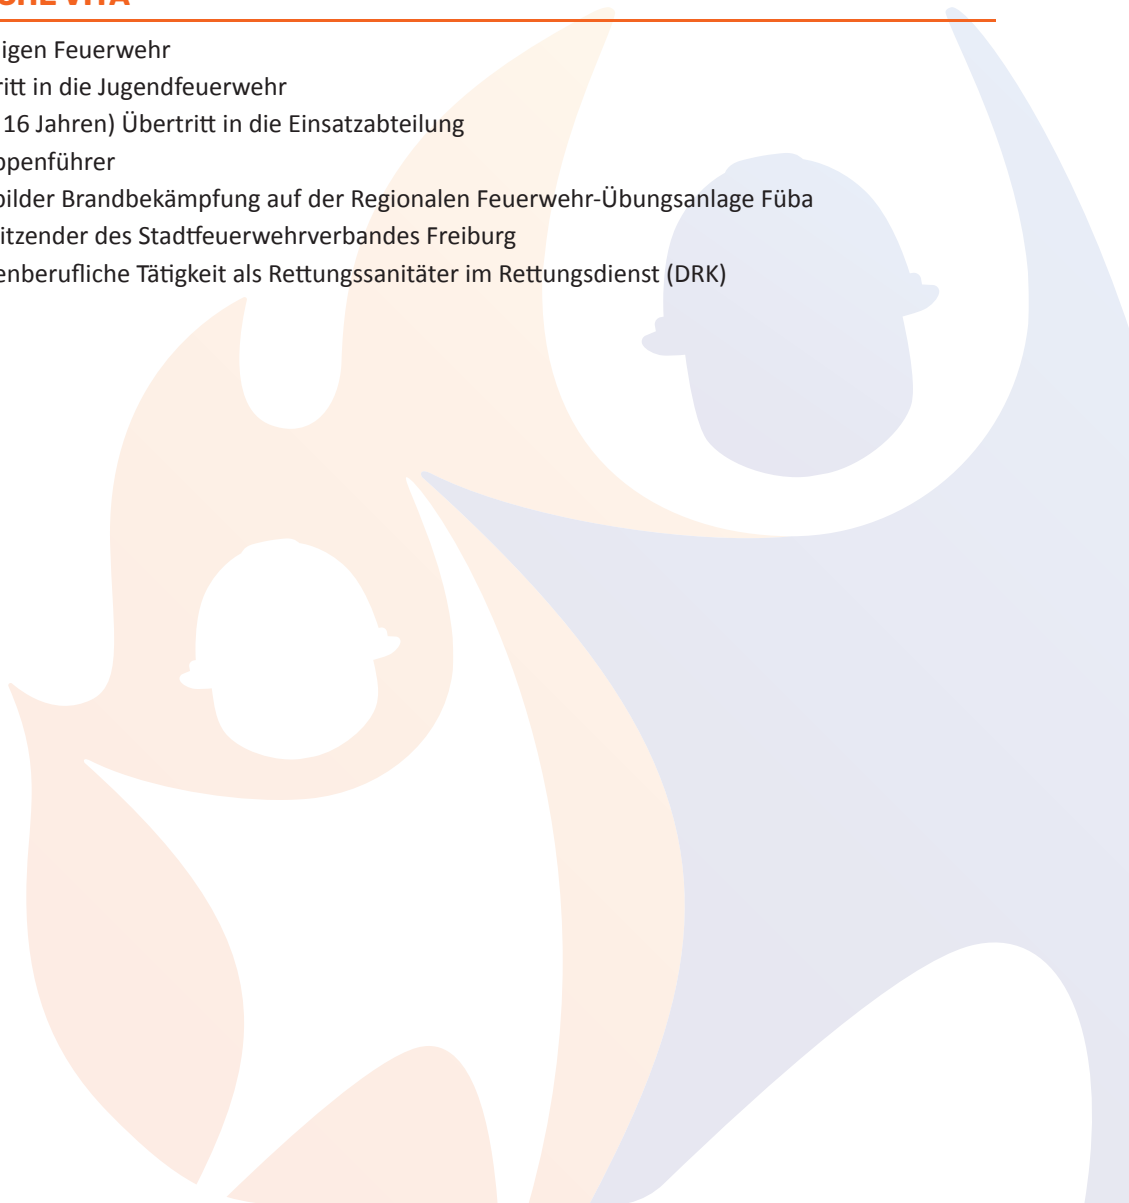 CHE VITA
igen Feuerwehr
ritt in die Jugendfeuerwehr
16 Jahren) Übertritt in die Einsatzabteilung
ppenführer
bilder Brandbekämpfung auf der Regionalen Feuerwehr-Übungsanlage Füba
itzender des Stadtfeuerwehrverbandes Freiburg
enberufliche Tätigkeit als Rettungssanitäter im Rettungsdienst (DRK)